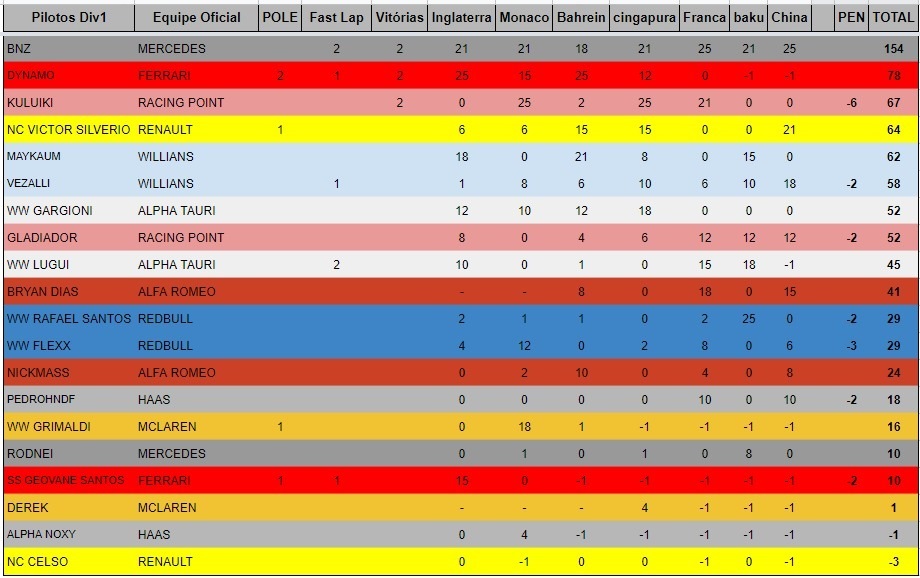 Pilotos Div1 Equipe Oficial POLE Fast Lap Vitórias Inglaterra Monaco Bahrein cingapura Franca baku China PEN TOTAL
BNZ MERCEDES 2 2 21 21 18 21 25 21 25 154
DYNAMO FERRARI 2 1 2 25 15 25 12 0 -1 -1 78
KULUIKI RACING POINT 2 0 25 2 25 21 0 0 -6 67
NC VICTOR SILVERIO RENAULT 1 6 6 15 15 0 0 21 64
MAYKAUM WILLIANS 18 0 21 8 0 15 0 62
VEZALLI WILLIANS 1 1 8 6 10 6 10 18 -2 58
WW GARGIONI ALPHA TAURI 12 10 12 18 0 0 0 52
GLADIADOR RACING POINT 8 0 4 6 12 12 12 -2 52
WW LUGUI ALPHA TAURI 2 10 0 1 0 15 18 -1 45
BRYAN DIAS ALFA ROMEO - - 8 0 18 0 15 41
WW RAFAEL SANTOS REDBULL 2 1 1 0 2 25 0 -2 29
WW FLEXX REDBULL 4 12 0 2 8 0 6 -3 29
NICKMASS ALFA ROMEO 0 2 10 0 4 0 8 24
PEDROHNDF HAAS 0 0 0 0 10 0 10 -2 18
WW GRIMALDI MCLAREN 1 0 18 1 -1 -1 -1 -1 16
RODNEI MERCEDES 0 1 0 1 0 8 0 10
SS GEOVANE SANTOS FERRARI 1 1 15 0 -1 -1 -1 -1 -1 -2 10
DEREK MCLAREN - - - 4 -1 -1 -1 1
ALPHA NOXY HAAS 0 4 -1 -1 -1 -1 -1 -1
NC CELSO RENAULT 0 -1 0 0 -1 0 -1 -3